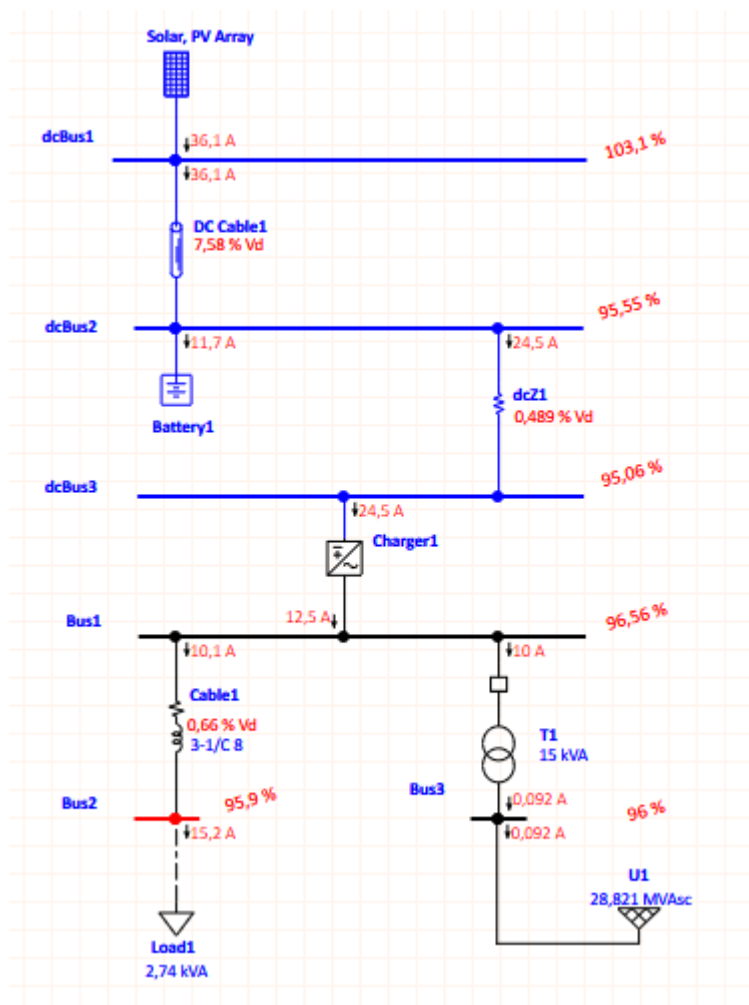 Solar, PV Array
36,1 A
dcBus1
103,1 %
36,1 A
DC Cable1
7,58 % Vd
95,55 %
dcBus2
11,7 A
24,5 A
dcZ1
0,489 % Vd
Battery1
95,06 %
dcBus3
24,5 A
Charger1
12,5 A
96,56 %
Bus1
10,1 A
10 A
Cable1
0,66 % Vd
3-1/C 8
T1
15 kVA
Bus3
95,9 %
Bus2
0,092 A
96 %
15,2 A
0,092 A
U1
28,821 MVAsc
Load1
2,74 kVA